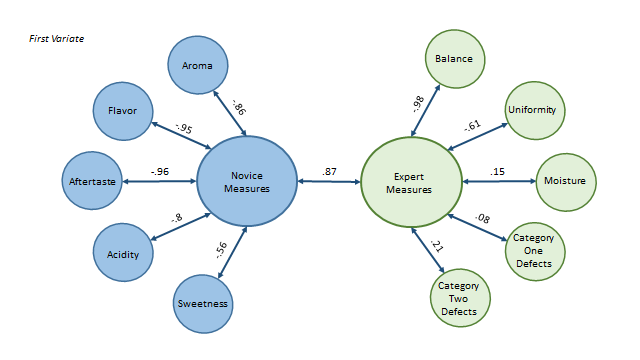 First Variate
Aroma
Flavor
Aftertaste
Acidity
Sweetness
-.86
-.95
-.96
-.8
-.56
Novice
Measures
.87
Expert
Measures
-.98
-.61
.15
.08
.21
Balance
Uniformity
Moisture
Category
One
Defects
Category
Two
Defects